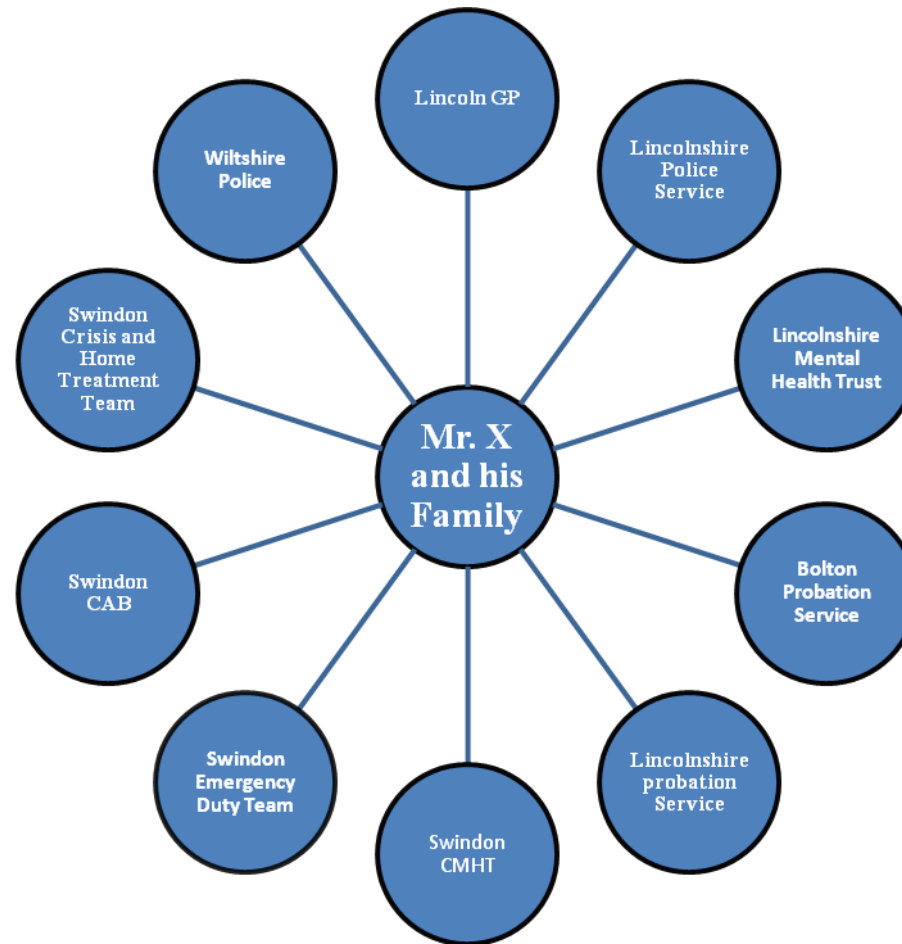 Lincoln GP
Lincolnshire
Police
Service
Lincolnshire
Mental
Health Trust
Bolton
Probation
Service
Lincolnshire
probation
Service
Swindon
CMHT
Swindon
Emergency
Duty Team
Swindon
CAB
Swindon
Crisis and
Home
Treatment
Team
Wiltshire
Police
Mr. X
and his
Family